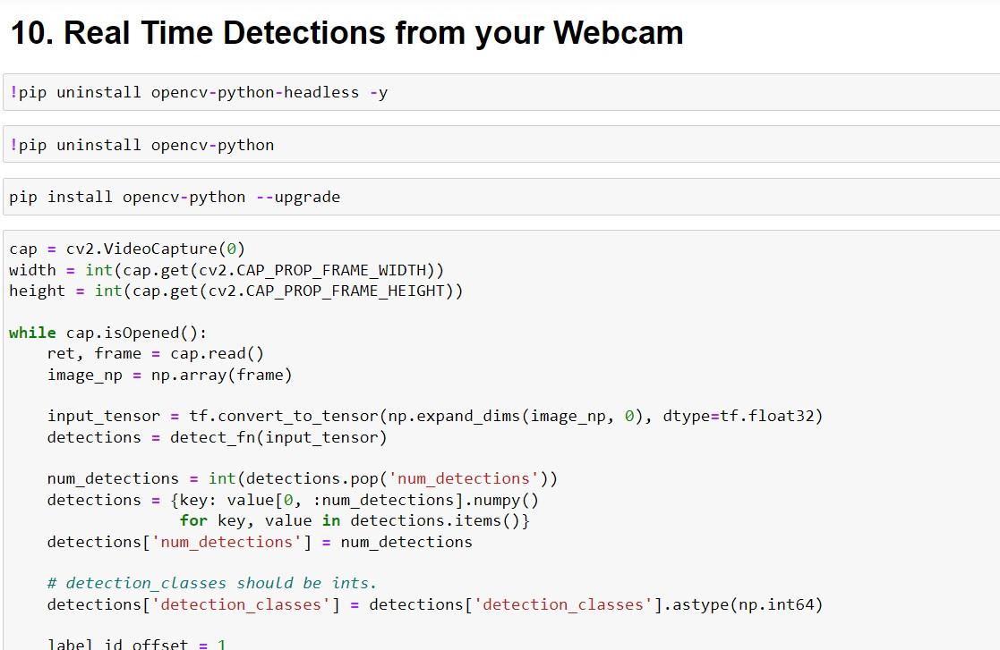 10. Real Time Detections from your Webcam
!pip uninstall opencv-python-headless -y
!pip uninstall opencv-python
pip install opencv-python --upgrade
cap = cv2.VideoCapture(0)
width = int(cap.get(cv2.CAP_PROP_FRAME_WIDTH))
height = int(cap.get(cv2.CAP_PROP_FRAME_HEIGHT))
while cap.isOpened():
    ret, frame = cap.read()
    image_np = np.array(frame)
    input_tensor = tf.convert_to_tensor(np.expand_dims(image_np, 0), dtype=tf.float32)
    detections = detect_fn(input_tensor)
    num_detections = int(detections.pop('num_detections'))
    detections = {key: value[0, :num_detections].numpy()
                  for key, value in detections.items()}
    detections['num_detections'] = num_detections
    # detection_classes should be ints.
    detections['detection_classes'] = detections['detection_classes'].astype(np.int64)
    label_id_offset = 1